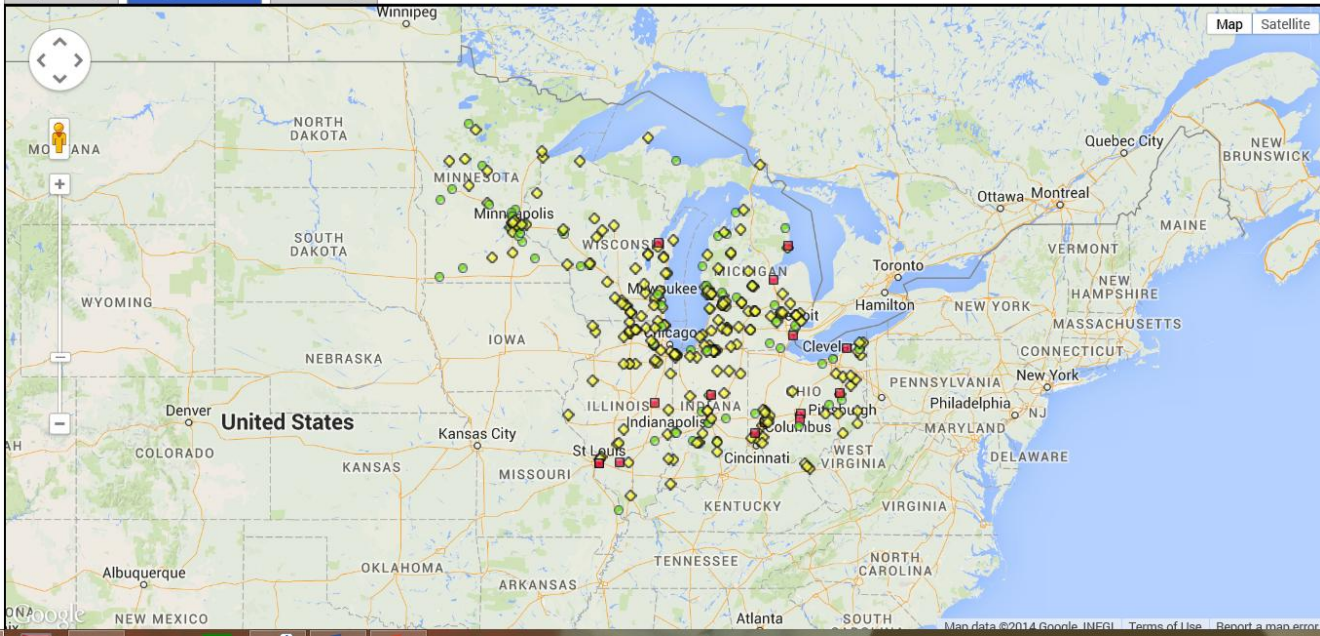 Winnipeg
Map
Satellite
NORTH
DAKOTA
Quebec City
NEW
BRUNSWICK
MINNESOTA
Ottawa
Montreal
Minneapolis
MAINE
SOUTH
DAKOTA
WISCONS
VERMONT
Toronto
MICHIGAN
NEW
HAMPSHIRE
WYOMING
Milwaukee
Hamilton
NEW YORK
MASSACHUSETTS
IOWA
Chicago
NEBRASKA
CONNECTICUT
PENNSYLVANIA
New York
Denver
United States
ILLINOIS
INDIANA
Pittsburgh
Philadelphia
NJ
Indianapolis
Columbus
MARYLAND
Kansas City
COLORADO
St Louis
Cincinnati
WEST
VIRGINIA
DELAWARE
KANSAS
MISSOURI
KENTUCKY
VIRGINIA
TENNESSEE
NORTH
CAROLINA
Albuquerque
OKLAHOMA
ARKANSAS
Google
NEW MEXICO
Atlanta
SOUTH
Map data ©2014 Google, INEGI
Terms of Use
Report a map error